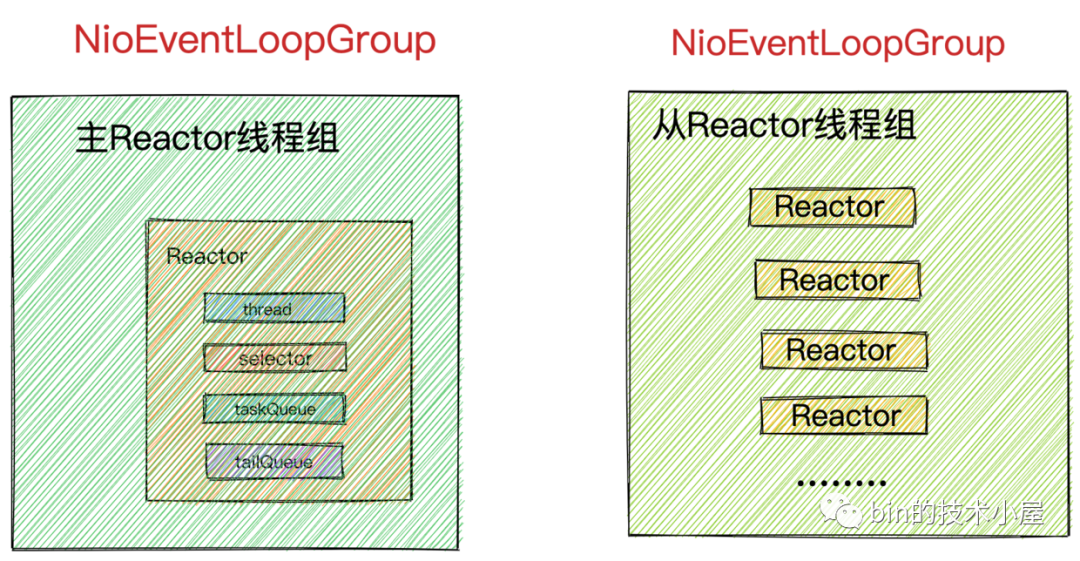 NioEventLoopGroup
主Reactor线程组
Reactor
thread
selector
taskQueue
tailQueue
NioEventLoopGroup
从Reactor线程组
Reactor
Reactor
Reactor
Reactor
........
bin的技术小屋